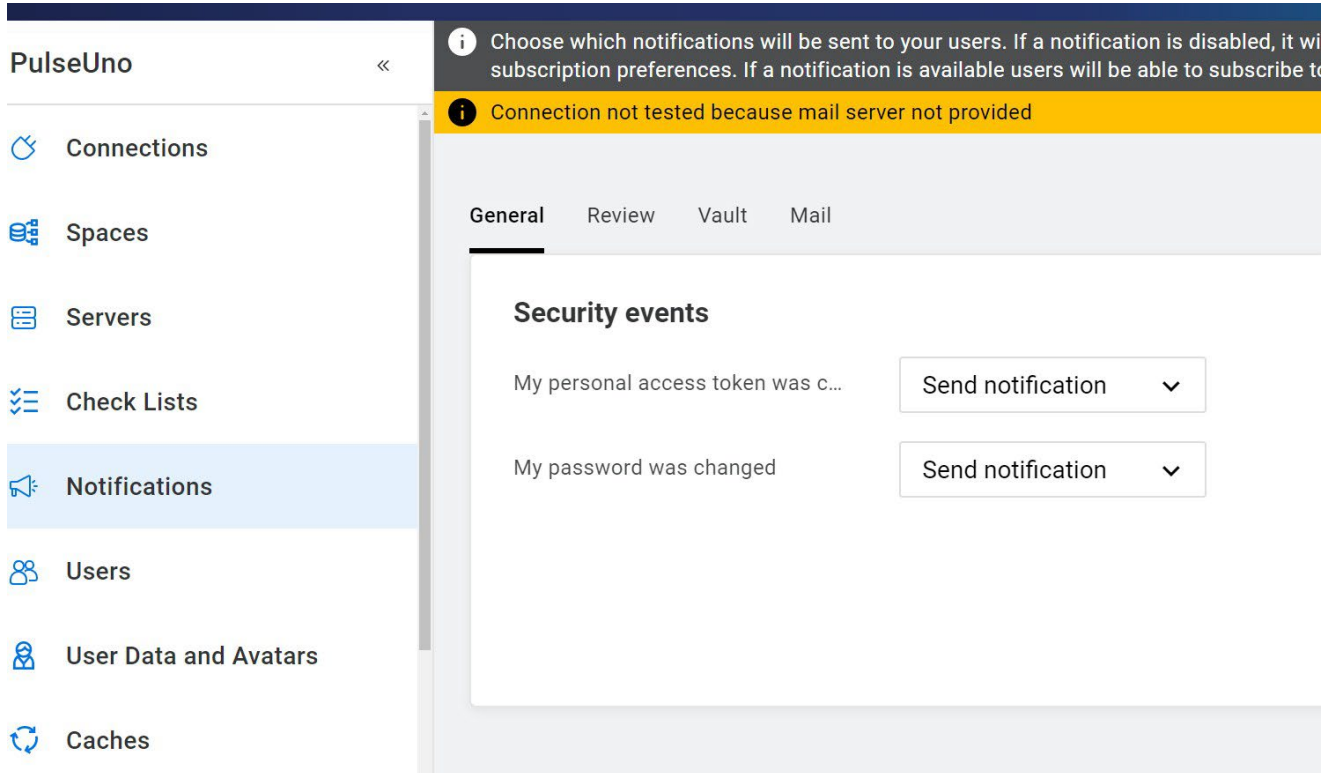 PulseUno
«
Connections
Spaces
Servers
Check Lists
Notifications
Users
User Data and Avatars
Caches
Choose which notifications will be sent to your users. If a notification is disabled, it wi
subscription preferences. If a notification is available users will be able to subscribe to
Connection not tested because mail server not provided
General Review Vault Mail
Security events
My personal access token was c... Send notification
My password was changed Send notification